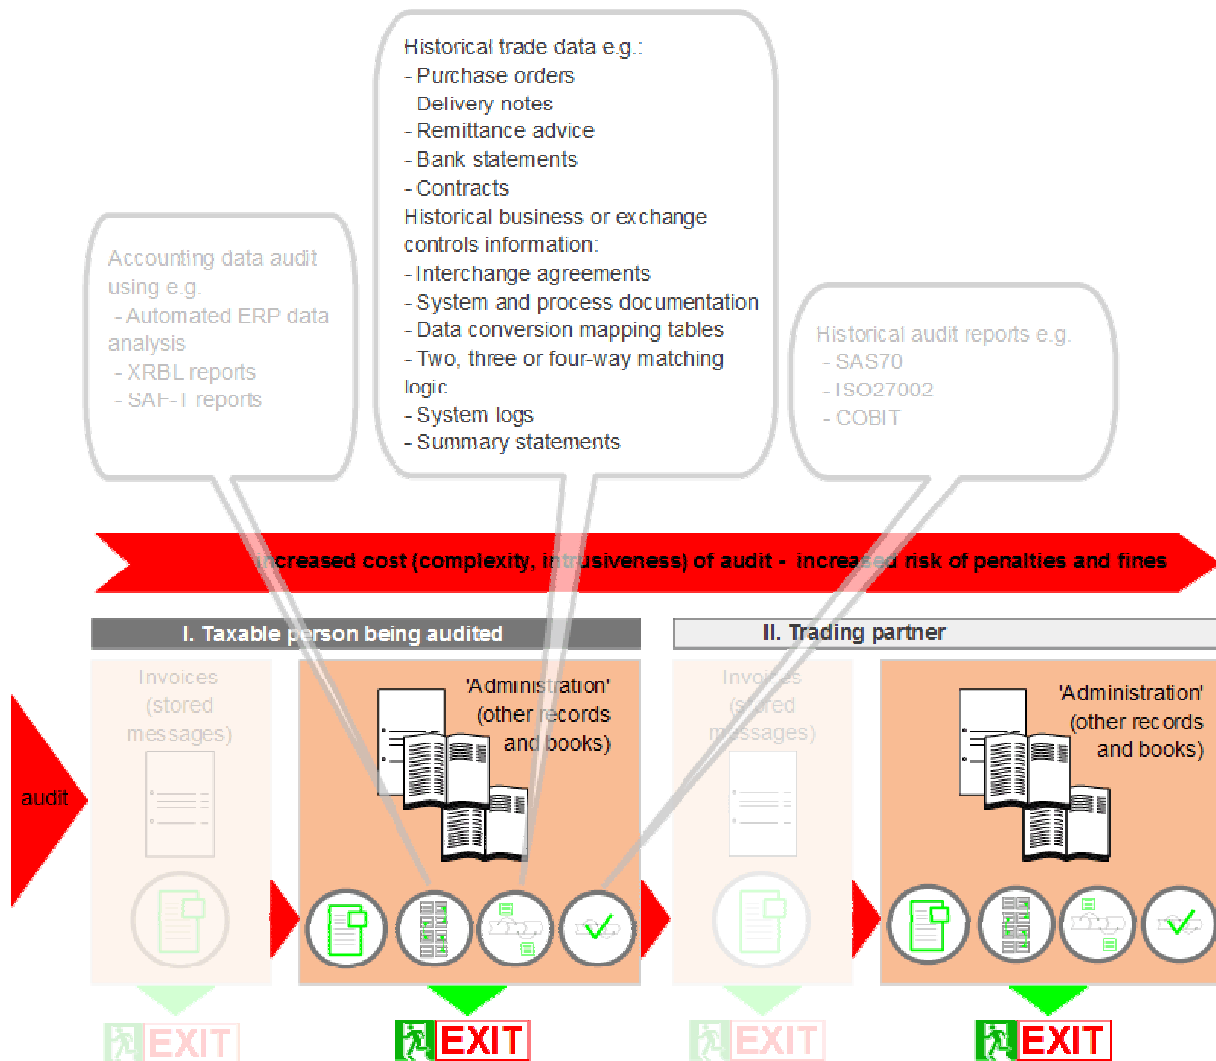 Historical trade data e.g.:
- Purchase orders
Delivery notes
- Remittance advice
- Bank statements
- Contracts
Historical business or exchange
controls information:
- Interchange agreements
- System and process documentation
- Data conversion mapping tables
- Two, three or four-way matching
logic
- System logs
- Summary statements
Accounting data audit
using e.g.
- Automated ERP data
analysis
- XRBL reports
- SAF-T reports
Historical audit reports e.g.
- SAS70
- ISO27002
- COBIT
increased cost (complexity, intrusiveness) of audit - increased risk of penalties and fines
I. Taxable person being audited
II. Trading partner
audit
Invoices
(stored
messages)
'Administration'
(other records
and books)
Invoices
(stored
messages)
'Administration'
(other records
and books)
EXIT
EXIT
EXIT
EXIT